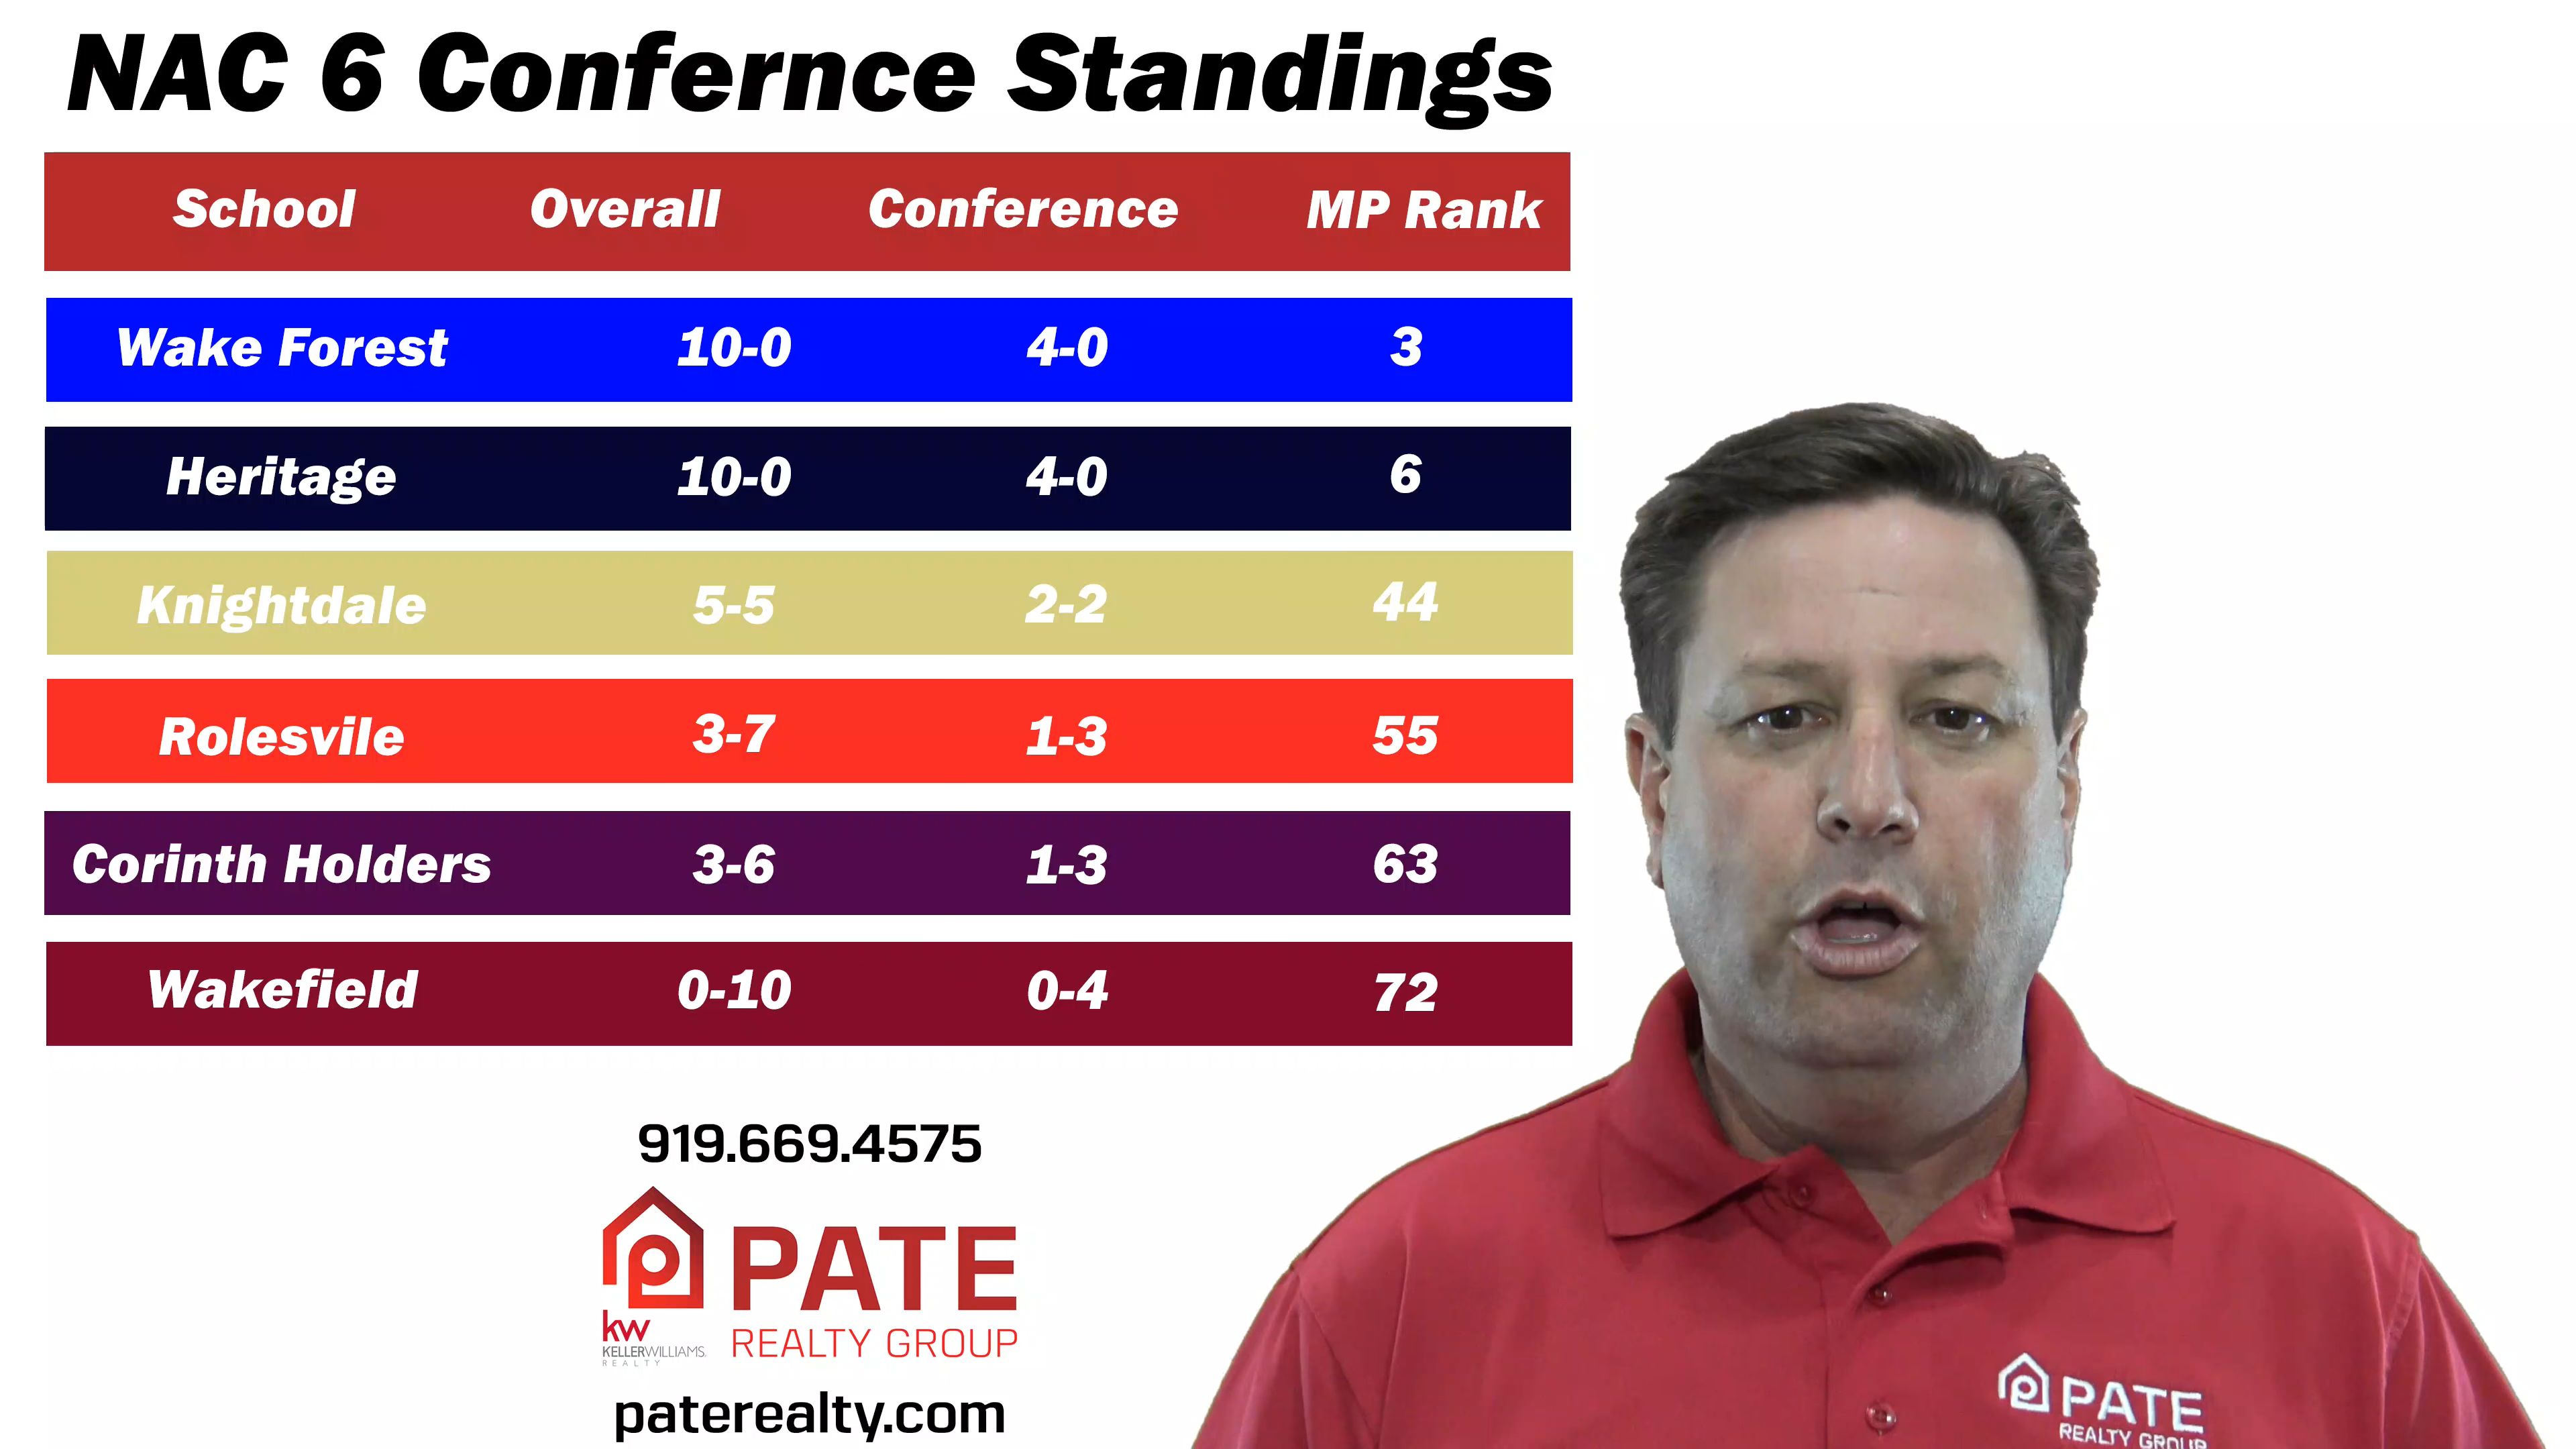 NAC 6 Confernce Standings
School Overall Conference MP Rank
Wake Forest 10-0 4-0 3
Heritage 10-0 4-0 6
Knightdale 5-5 2-2 44
Rolesvile 3-7 1-3 55
Corinth Holders 3-6 1-3 63
Wakefield 0-10 0-4 72
919.669.4575
PATE
REALTY GROUP
kw
KELLERWILLIAMS.
REALTY
paterealty.com
PATE
REALTY GROUP